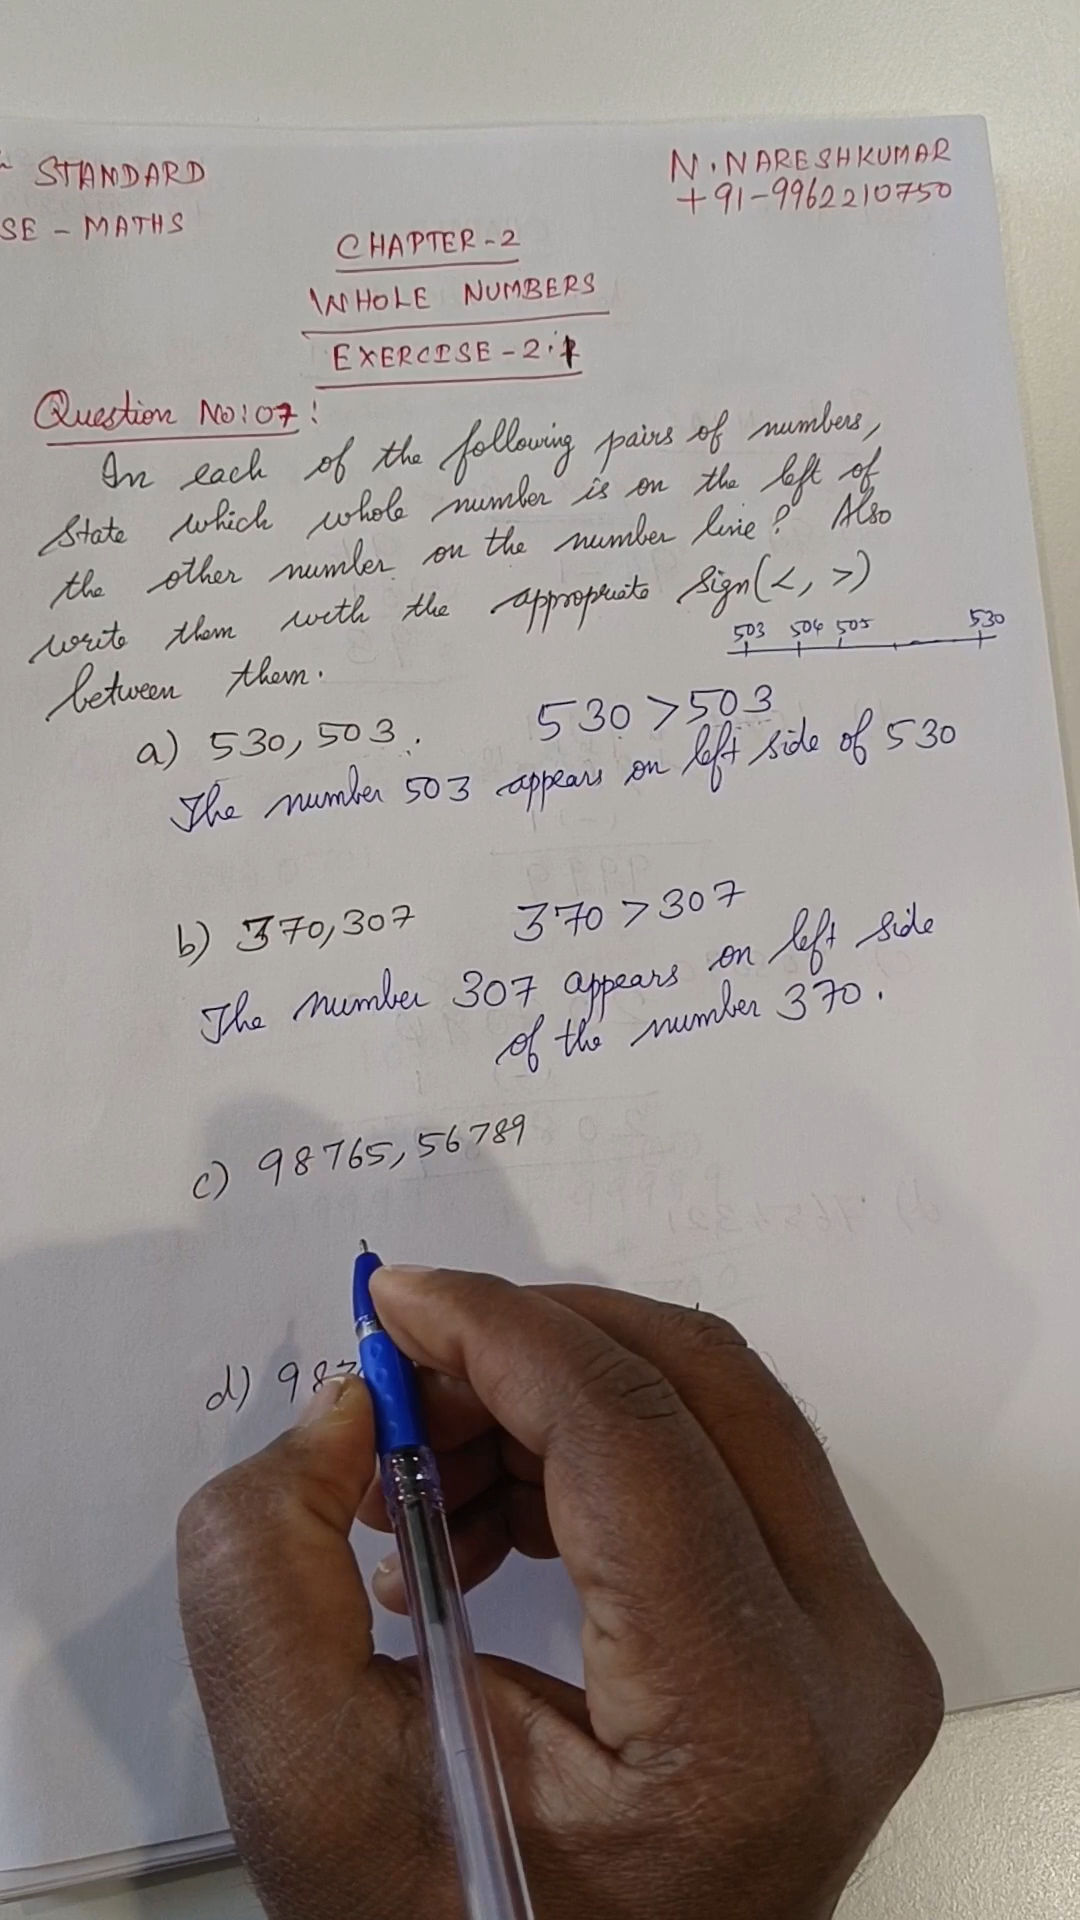 STANDARD
SE - MATHS
N. NARESHKUMAR
+91-9962210750
CHAPTER-2
WHOLE NUMBERS
EXERCISE-2.1
Question No:07:
In each of the following pairs of numbers,
state which whole number is on the left of
the other number on the number line? Also
write them with the appropriate sign(<, >)
between them.
503 504 505 530
a) 530, 503. 530 > 503
The number 503 appears on left side of 530
b) 370, 307 370 > 307
The number 307 appears on left side
of the number 370.
c) 98765, 56789
d) 987